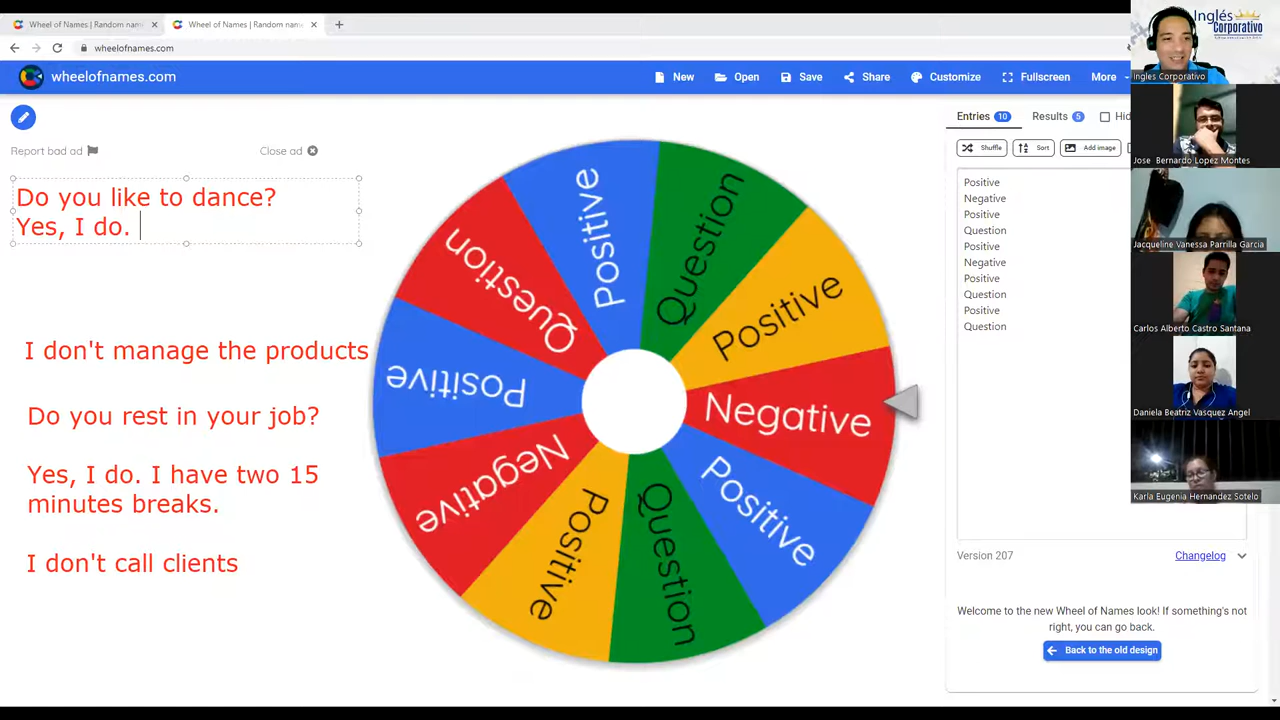 Wheel of Names | Random nam
Wheel of Names | Random nam
wheelofnames.com
wheelofnames.com
New
Open
Save
Share
Customize
Fullscreen
More
Report bad ad
Close ad
Do you like to dance?
Yes, I do.
I don't manage the products
Do you rest in your job?
Yes, I do. I have two 15
minutes breaks.
I don't call clients
Positive
Question
Positive
Negative
Positive
Question
Positive
Negative
Positive
Question
Entries 10
Results 5
Hid
Shuffle
Sort
Add image
Positive
Negative
Positive
Question
Positive
Negative
Positive
Question
Positive
Question
Version 207
Changelog
Welcome to the new Wheel of Names look! If something's not
right, you can go back.
Back to the old design
Inglés
Corporativo
Ingles Corporativo
Jose Bernardo Lopez Montes
Jacqueline Vanessa Parrilla Garcia
Carlos Alberto Castro Santana
Daniela Beatriz Vasquez Angel
Karla Eugenia Hernandez Sotelo